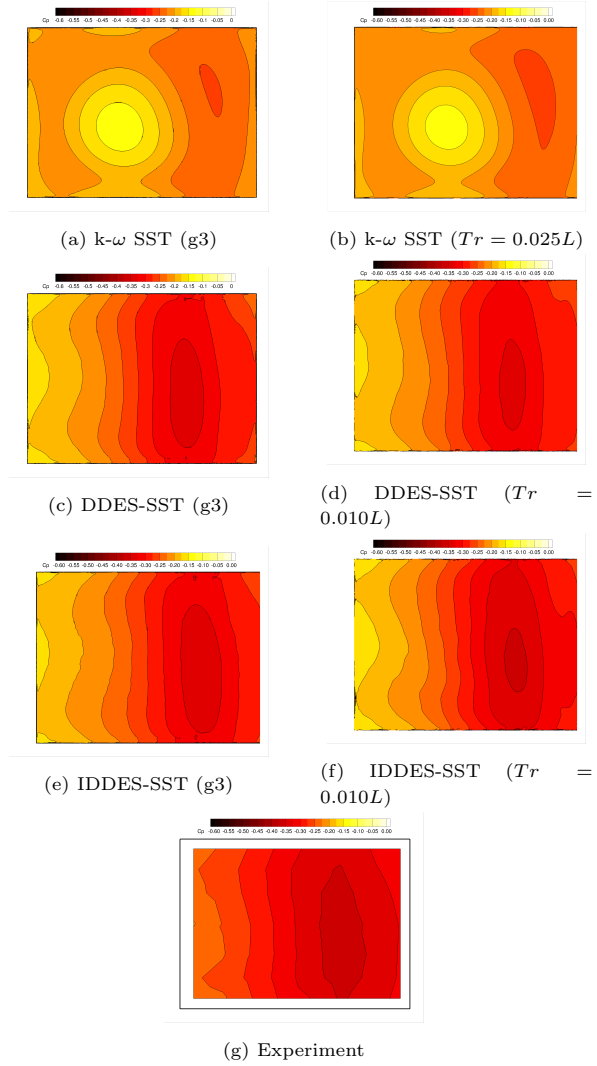 Cp -0.6 -0.55 -0.5 -0.45 -0.4 -0.35 -0.3 -0.25 -0.2 -0.15 -0.1 -0.05 0
Cp -0.60 -0.55 -0.50 -0.45 -0.40 -0.35 -0.30 -0.25 -0.20 -0.15 -0.10 -0.05 0.00
(a) k-ω SST (g3)
(b) k-ω SST (Tr = 0.025L)
Cp -0.6 -0.55 -0.5 -0.45 -0.4 -0.35 -0.3 -0.25 -0.2 -0.15 -0.1 -0.05 0
Cp -0.60 -0.55 -0.50 -0.45 -0.40 -0.35 -0.30 -0.25 -0.20 -0.15 -0.10 -0.05 0.00
(c) DDES-SST (g3)
(d) DDES-SST (Tr =
0.010L)
Cp -0.60 -0.55 -0.50 -0.45 -0.40 -0.35 -0.30 -0.25 -0.20 -0.15 -0.10 -0.05 0.00
Cp -0.60 -0.55 -0.50 -0.45 -0.40 -0.35 -0.30 -0.25 -0.20 -0.15 -0.10 -0.05 0.00
(e) IDDES-SST (g3)
(f) IDDES-SST (Tr =
0.010L)
Cp -0.60 -0.55 -0.50 -0.45 -0.40 -0.35 -0.30 -0.25 -0.20 -0.15 -0.10 -0.05 0.00
(g) Experiment